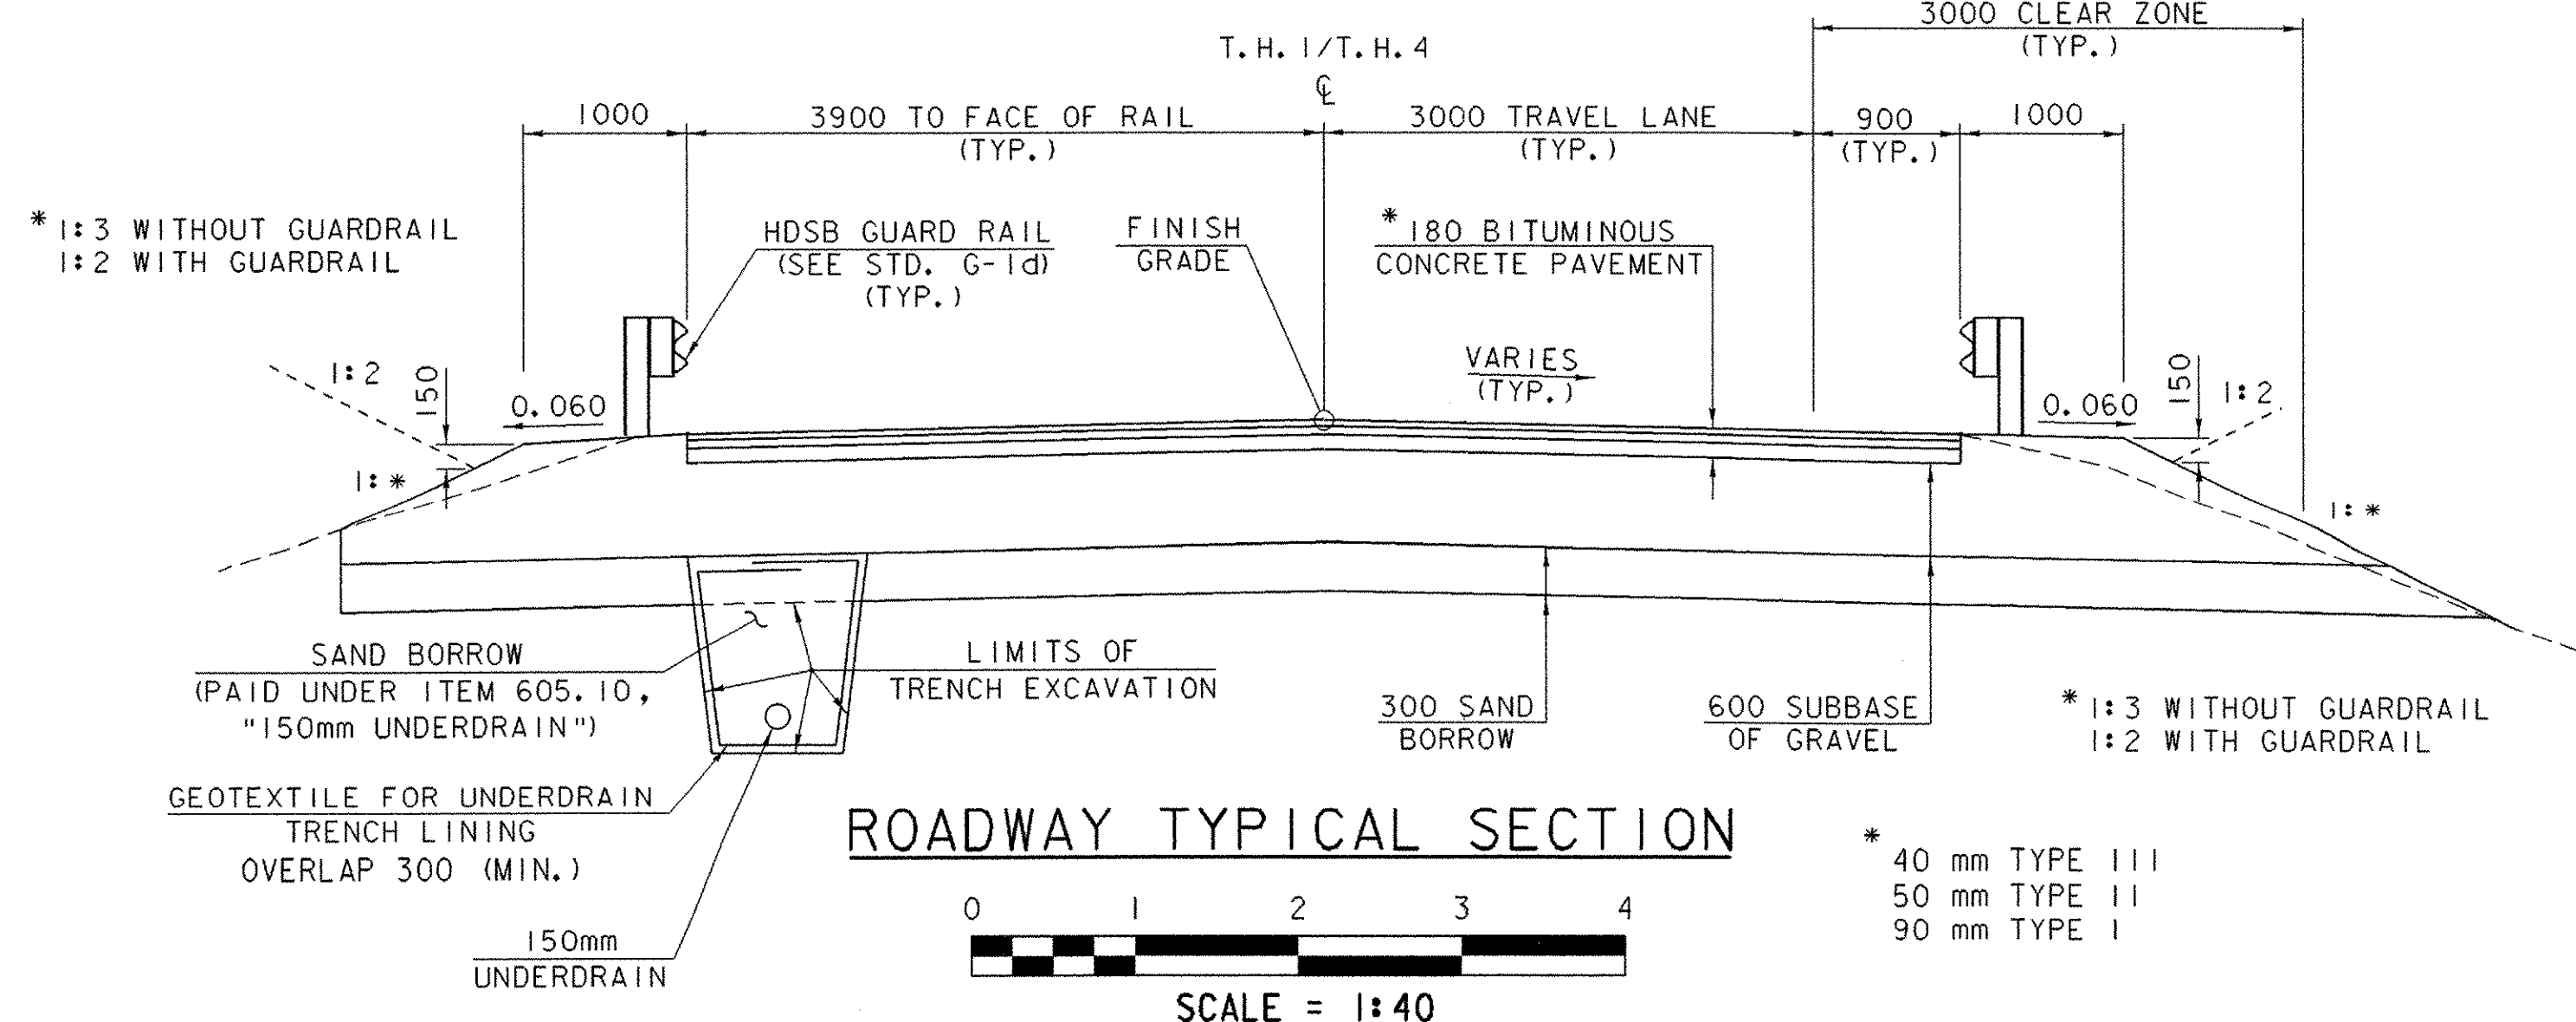 3000 CLEAR ZONE
(TYP.)
T.H. 1/T.H. 4
℄
1000
3900 TO FACE OF RAIL
(TYP.)
3000 TRAVEL LANE
(TYP.)
900
(TYP.)
1000
* 1:3 WITHOUT GUARDRAIL
1:2 WITH GUARDRAIL
HDSB GUARD RAIL
(SEE STD. G-1d)
(TYP.)
FINISH
GRADE
* 180 BITUMINOUS
CONCRETE PAVEMENT
VARIES
(TYP.)
1:2
150
0.060
1:*
0.060
150
1:2
1:*
SAND BORROW
(PAID UNDER ITEM 605.10,
"150mm UNDERDRAIN")
LIMITS OF
TRENCH EXCAVATION
300 SAND
BORROW
600 SUBBASE
OF GRAVEL
* 1:3 WITHOUT GUARDRAIL
1:2 WITH GUARDRAIL
GEOTEXTILE FOR UNDERDRAIN
TRENCH LINING
OVERLAP 300 (MIN.)
150mm
UNDERDRAIN
ROADWAY TYPICAL SECTION
0 1 2 3 4
SCALE = 1:40
*
40 mm TYPE III
50 mm TYPE II
90 mm TYPE I